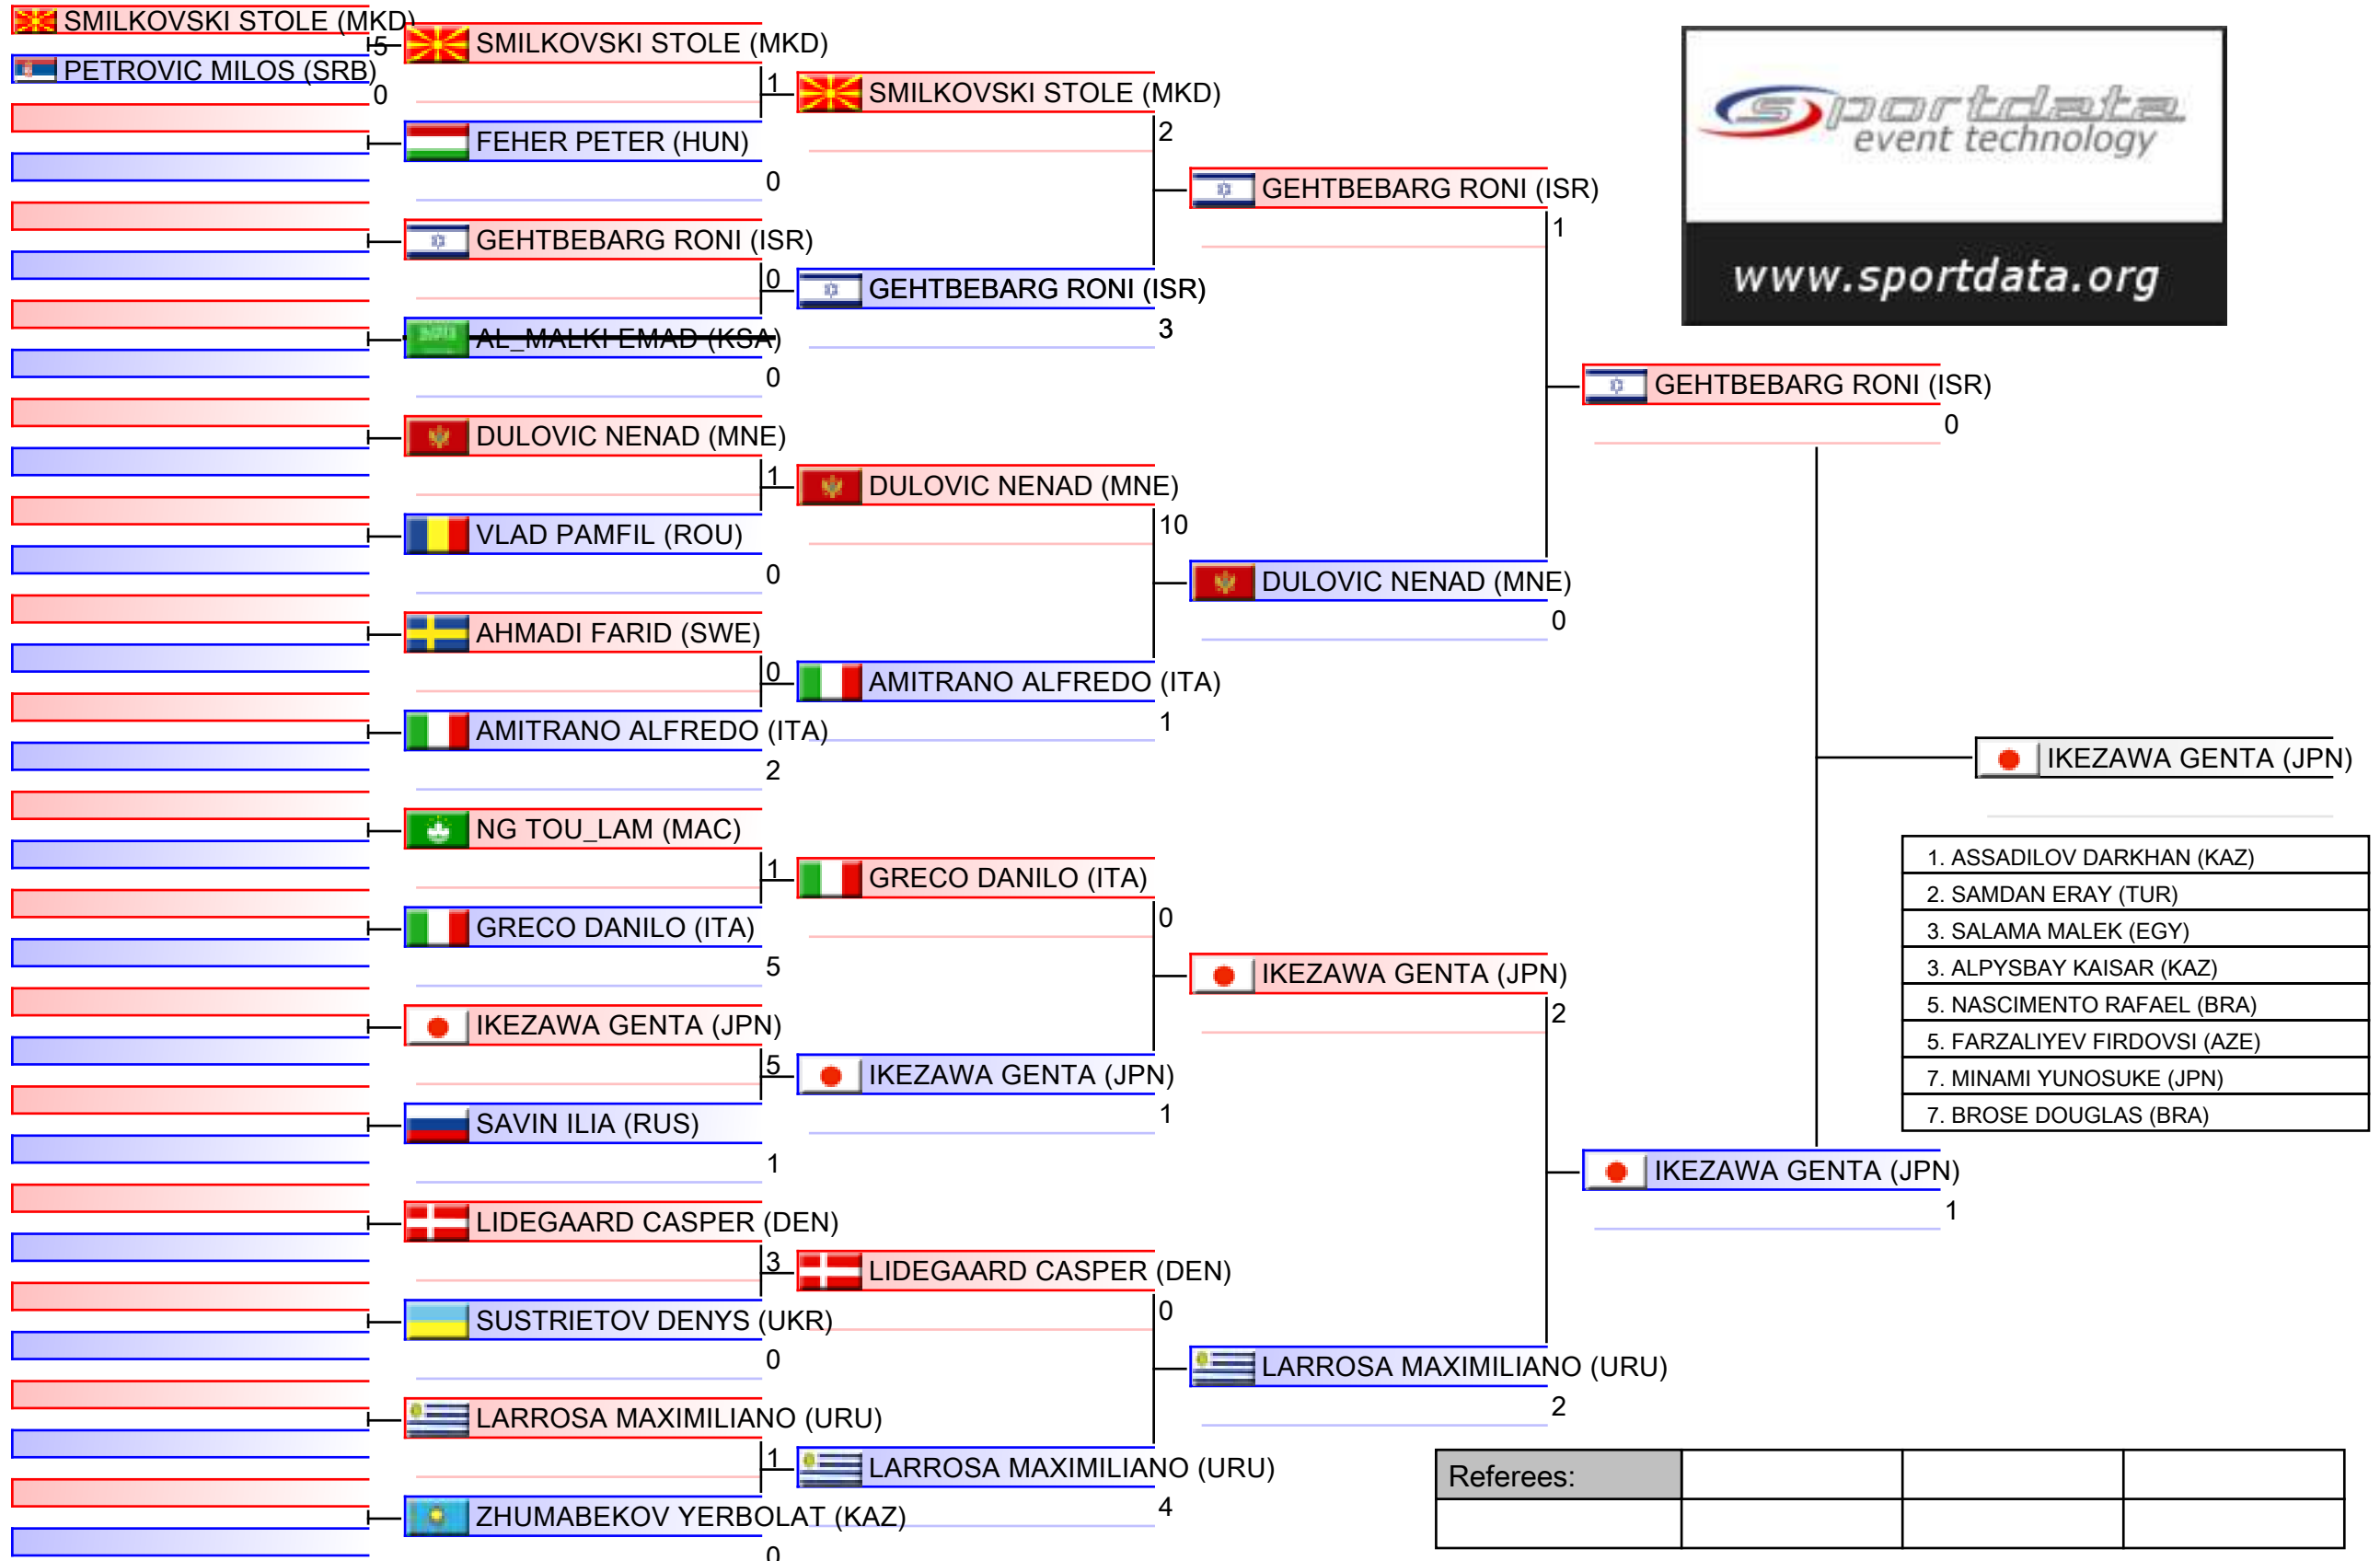 SMILKOVSKI STOLE (MKD)
5
PETROVIC MILOS (SRB)
0
SMILKOVSKI STOLE (MKD)
1
FEHER PETER (HUN)
0
GEHTBEBARG RONI (ISR)
0
AL_MALKI EMAD (KSA)
0
DULOVIC NENAD (MNE)
1
VLAD PAMFIL (ROU)
0
AHMADI FARID (SWE)
0
AMITRANO ALFREDO (ITA)
2
NG TOU_LAM (MAC)
1
GRECO DANILO (ITA)
5
IKEZAWA GENTA (JPN)
5
SAVIN ILIA (RUS)
1
LIDEGAARD CASPER (DEN)
3
SUSTRIETOV DENYS (UKR)
0
LARROSA MAXIMILIANO (URU)
1
ZHUMABEKOV YERBOLAT (KAZ)
0
SMILKOVSKI STOLE (MKD)
2
GEHTBEBARG RONI (ISR)
3
DULOVIC NENAD (MNE)
10
AMITRANO ALFREDO (ITA)
1
GRECO DANILO (ITA)
0
IKEZAWA GENTA (JPN)
1
LIDEGAARD CASPER (DEN)
0
LARROSA MAXIMILIANO (URU)
4
GEHTBEBARG RONI (ISR)
1
DULOVIC NENAD (MNE)
0
IKEZAWA GENTA (JPN)
2
LARROSA MAXIMILIANO (URU)
2
GEHTBEBARG RONI (ISR)
0
IKEZAWA GENTA (JPN)
1
IKEZAWA GENTA (JPN)
sportdata
event technology
www.sportdata.org
1. ASSADILOV DARKHAN (KAZ)
2. SAMDAN ERAY (TUR)
3. SALAMA MALEK (EGY)
3. ALPYSBAY KAISAR (KAZ)
5. NASCIMENTO RAFAEL (BRA)
5. FARZALIYEV FIRDOVSI (AZE)
7. MINAMI YUNOSUKE (JPN)
7. BROSE DOUGLAS (BRA)
Referees: